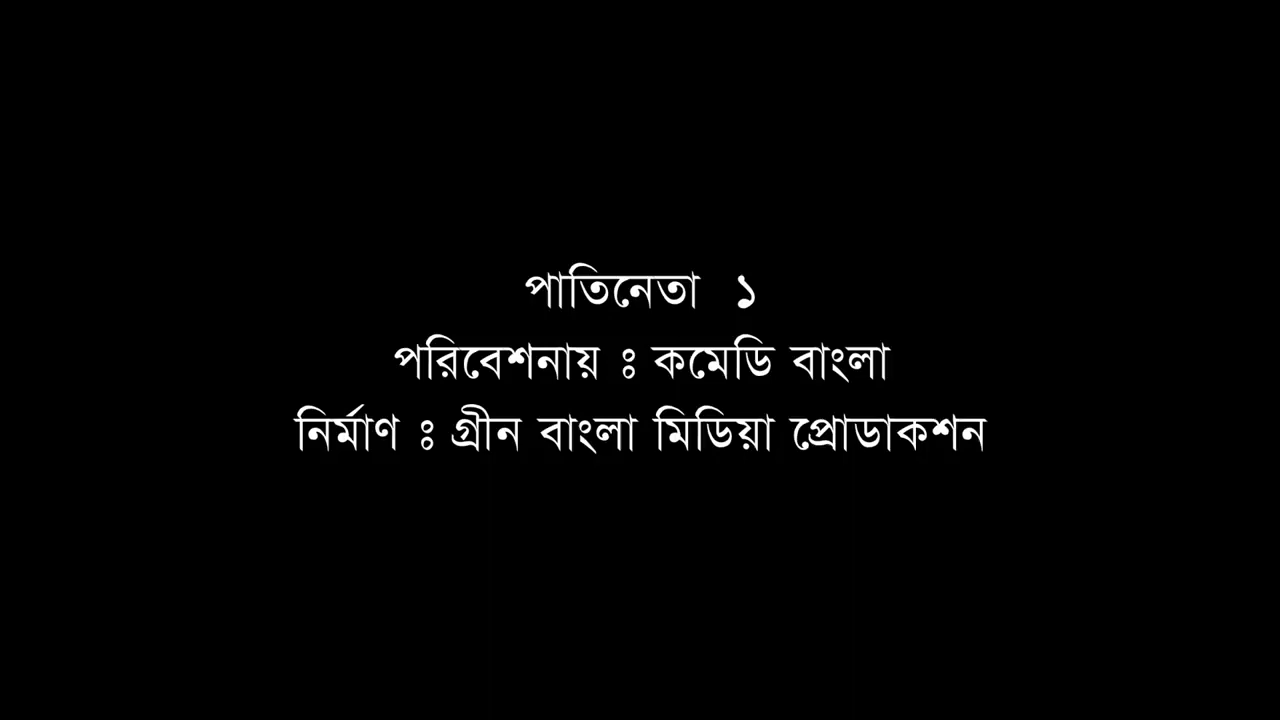 পাতিনেতা ১
পরিবেশনায় ঃ কমেডি বাংলা
নির্মাণ ঃ গ্রীন বাংলা মিডিয়া প্রোডাকশন